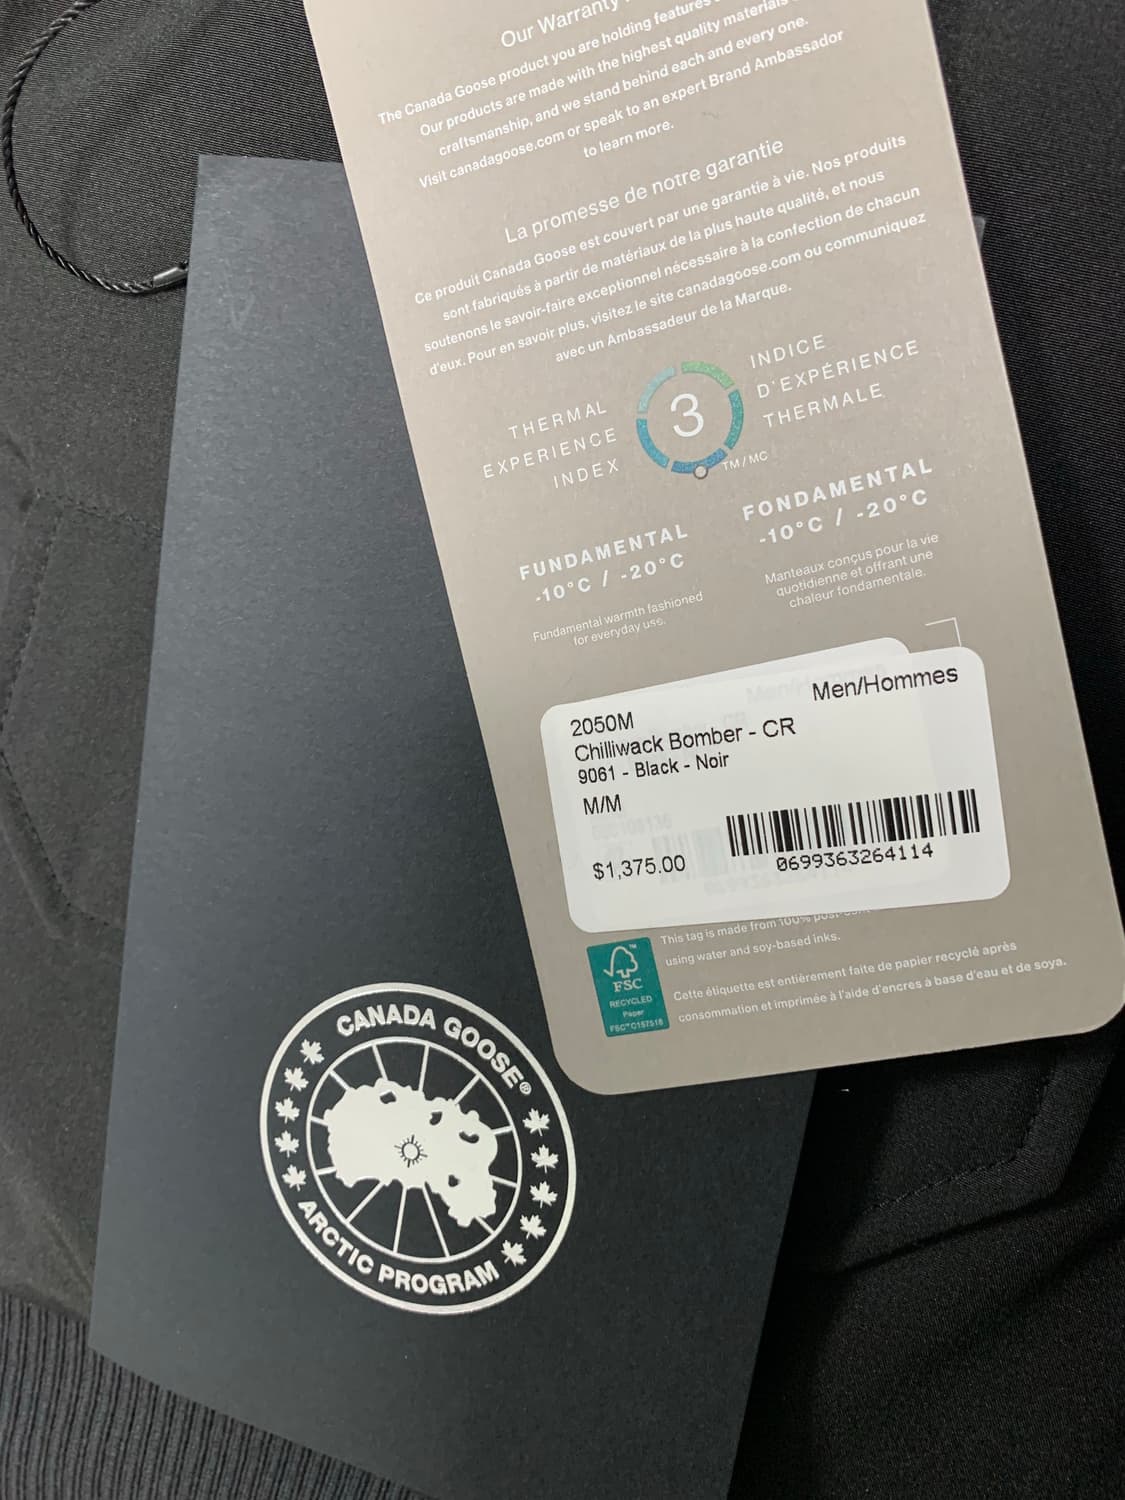 Our Warranty
The Canada Goose product you are holding features
Our products are made with the highest quality materials
craftsmanship, and we stand behind each and every one.
Visit canadagoose.com or speak to an expert Brand Ambassador
to learn more.
La promesse de notre garantie
Ce produit Canada Goose est couvert par une garantie à vie. Nos produits
sont fabriqués à partir de matériaux de la plus haute qualité, et nous
soutenons le savoir-faire exceptionnel nécessaire à la confection de chacun
d'eux. Pour en savoir plus, visitez le site canadagoose.com ou communiquez
avec un Ambassadeur de la Marque.
THERMAL
EXPERIENCE
INDEX
3
TM/MC
INDICE
D'EXPÉRIENCE
THERMALE
FUNDAMENTAL
-10°C / -20°C
Fundamental warmth fashioned
for everyday use.
FONDAMENTAL
-10°C / -20°C
Manteaux conçus pour la vie
quotidienne et offrant une
chaleur fondamentale.
Men/Hommes
2050M
Chilliwack Bomber - CR
9061 - Black - Noir
M/M
$1,375.00
0699363264114
This tag is made from 100%
using water and soy-based inks.
Cette étiquette est entièrement faite de papier recyclé après
consommation et imprimée à l'aide d'encres à base d'eau et de soya.
FSC
RECYCLED
Paper
FSC™C157518
CANADA GOOSE®
ARCTIC PROGRAM